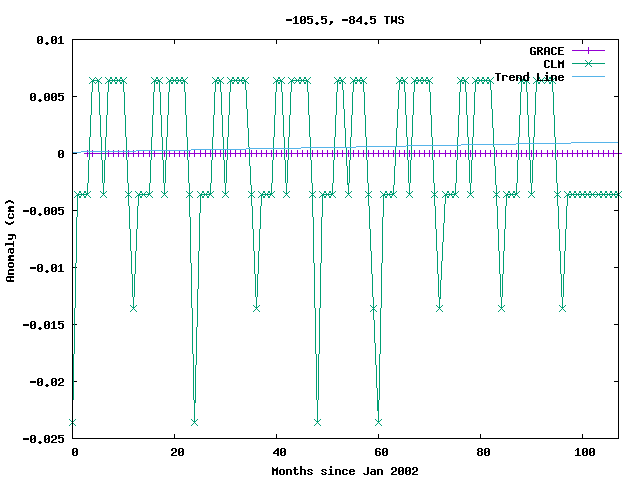 -105.5, -84.5 TWS
GRACE
CLM
Trend Line
0.01
0.005
0
-0.005
-0.01
-0.015
-0.02
-0.025
Anomaly (cm)
0 20 40 60 80 100
Months since Jan 2002